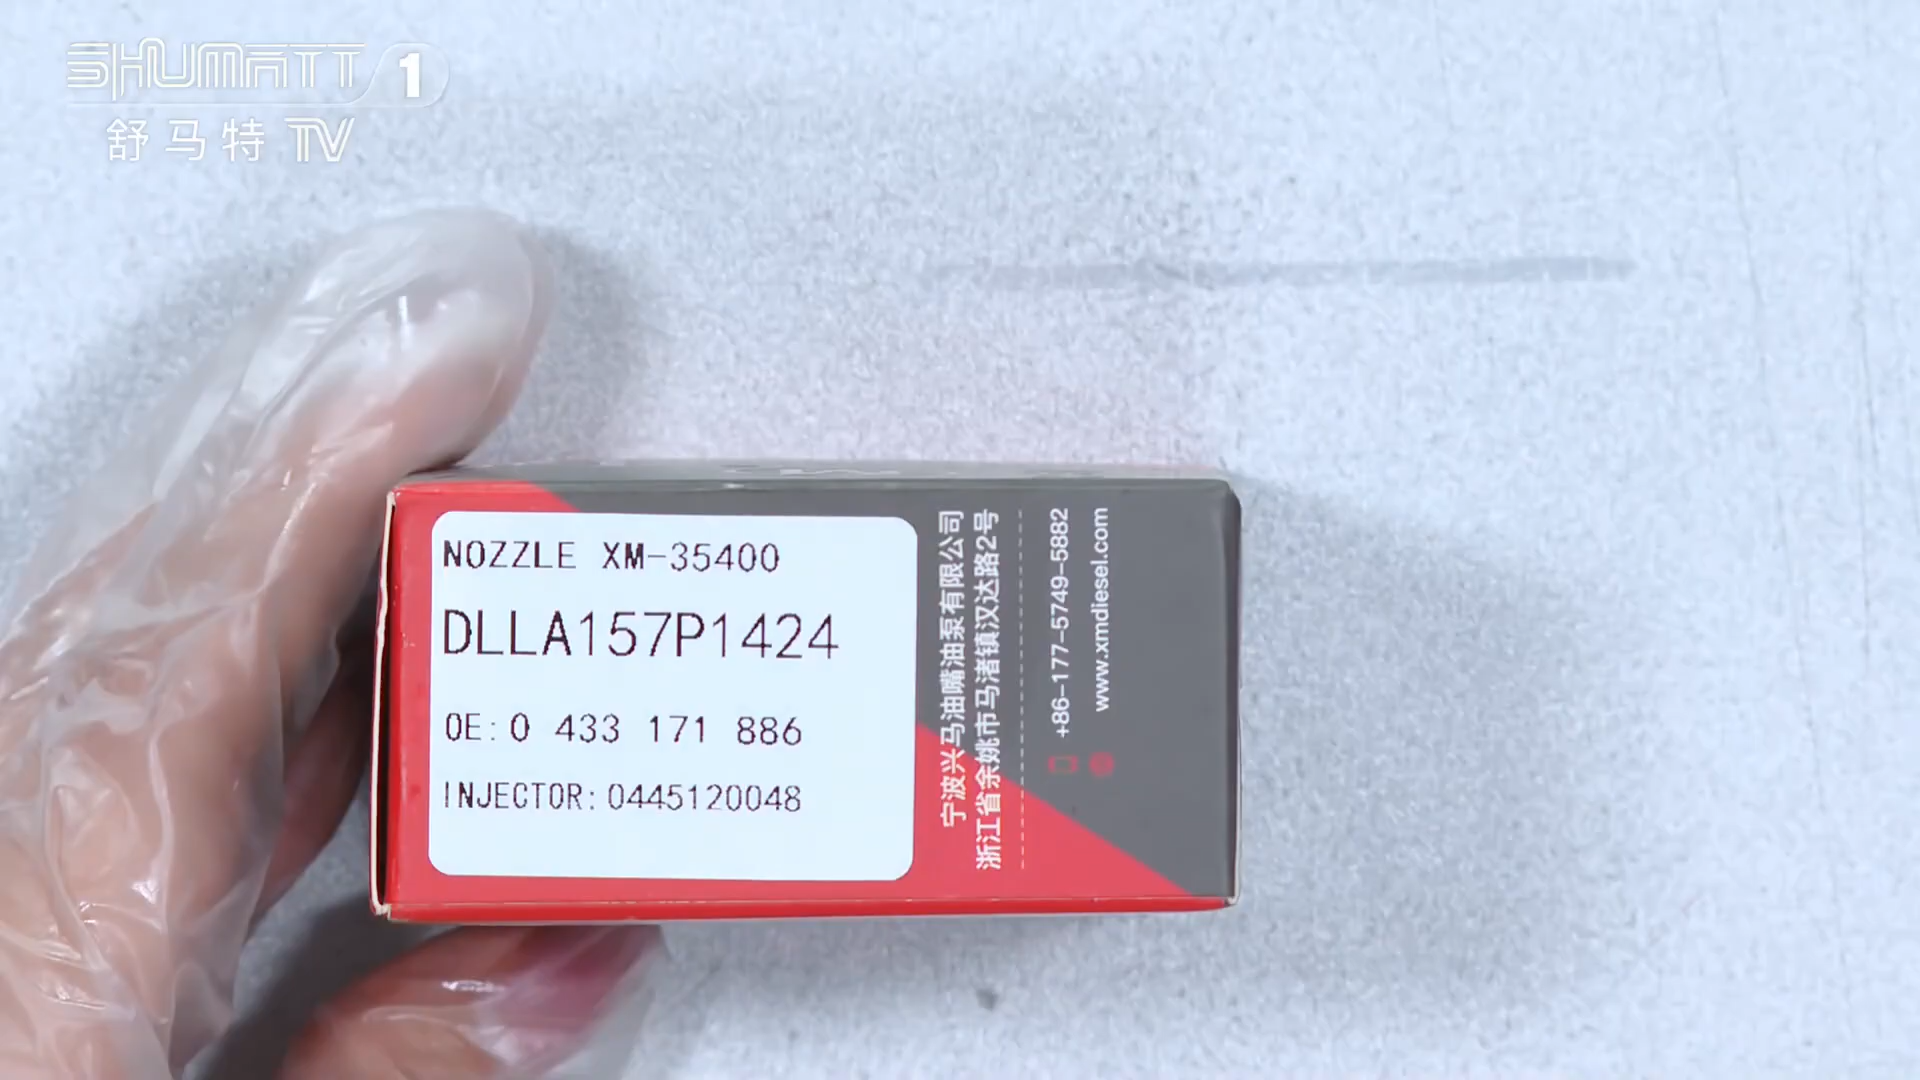 SHUMATT 1
舒马特 TV
NOZZLE XM-35400
DLLA157P1424
OE:0 433 171 886
INJECTOR:0445120048
宁波兴马油嘴油泵有限公司
浙江省余姚市马渚镇汉达路2号
+86-177-5749-5882
www.xmdiesel.com